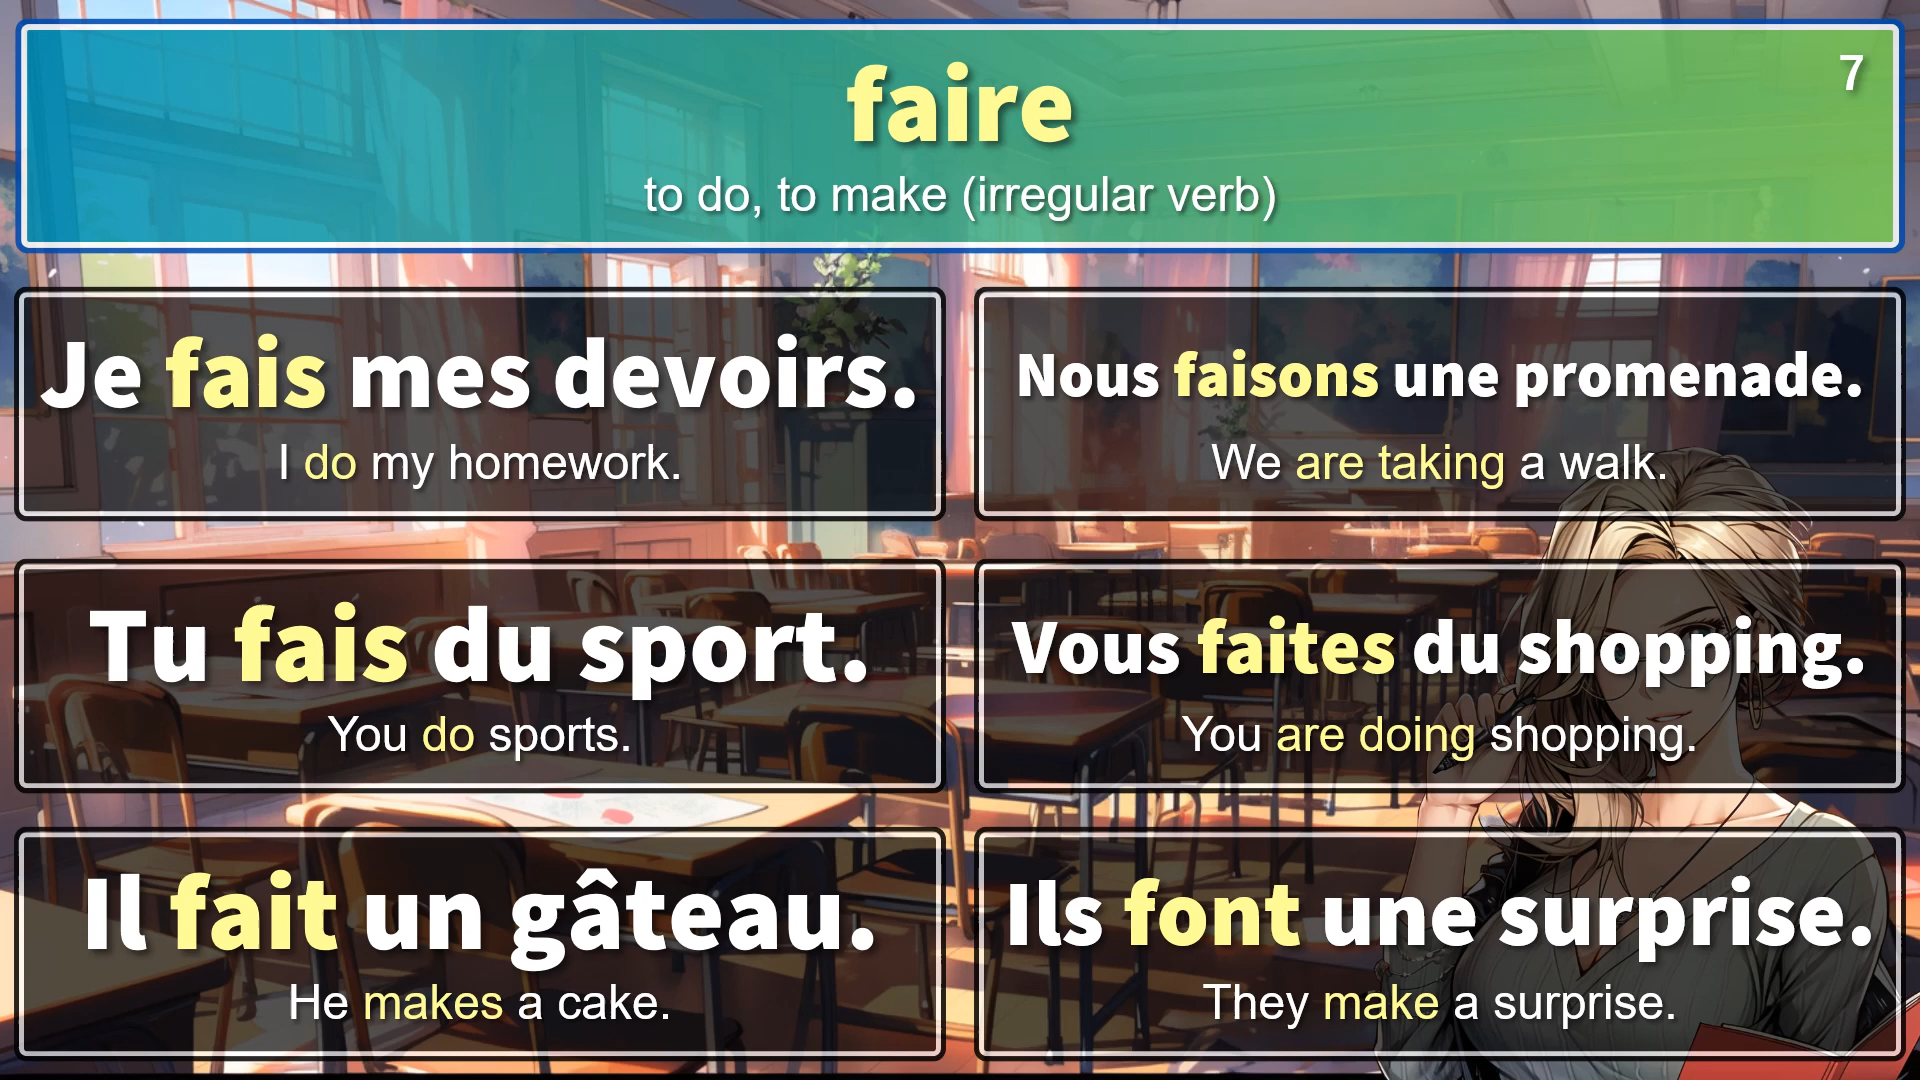 faire
7
to do, to make (irregular verb)
Je fais mes devoirs.
I do my homework.
Nous faisons une promenade.
We are taking a walk.
Tu fais du sport.
You do sports.
Vous faites du shopping.
You are doing shopping.
Il fait un gâteau.
He makes a cake.
Ils font une surprise.
They make a surprise.